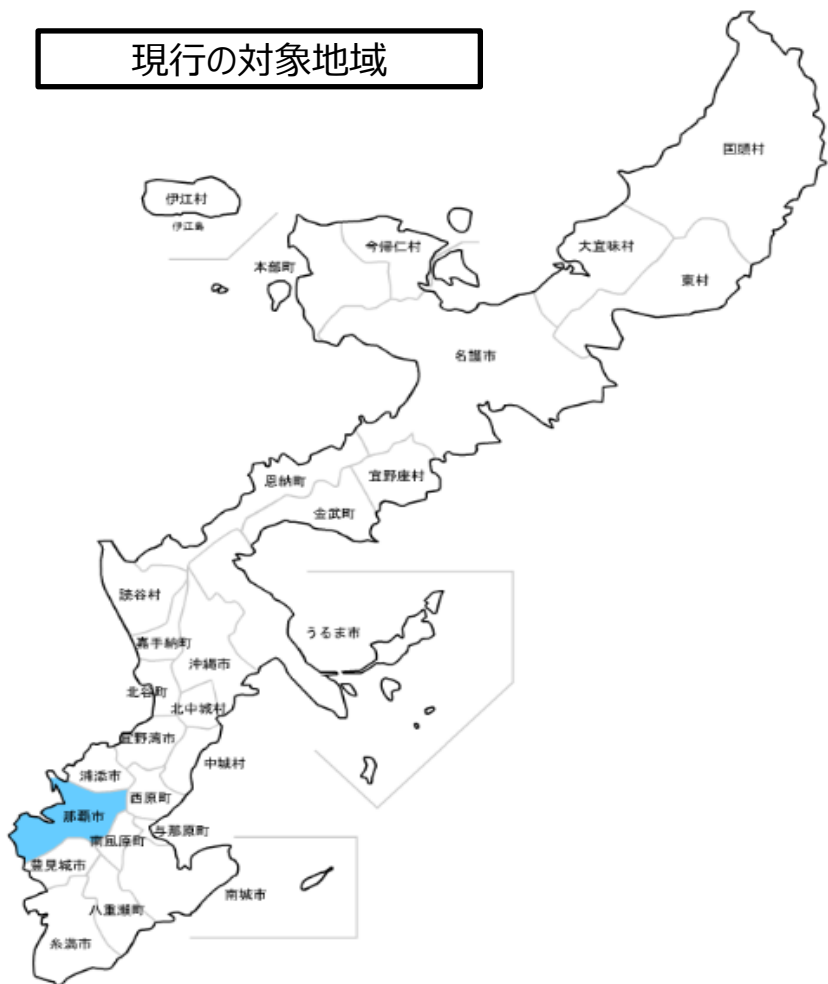 現行の対象地域
国頭村
伊江村
伊江島
今帰仁村
大宜味村
本部町
東村
名護市
恩納町
宜野座村
金武町
読谷村
うるま市
嘉手納町
沖縄市
北谷町
北中城村
宜野湾市
中城村
浦添市
西原町
那覇市
与那原町
南風原町
豊見城市
南城市
八重瀬町
糸満市